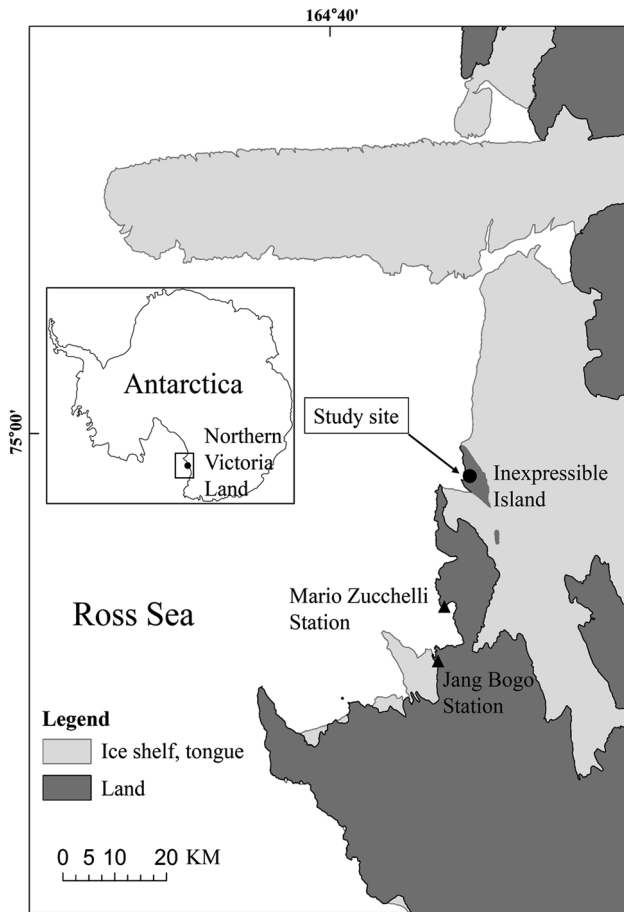 164°40'
75°00'
Antarctica
Northern
Victoria
Land
Study site
Inexpressible
Island
Mario Zucchelli
Station
Ross Sea
Jang Bogo
Station
Legend
Ice shelf, tongue
Land
0 5 10 20 KM